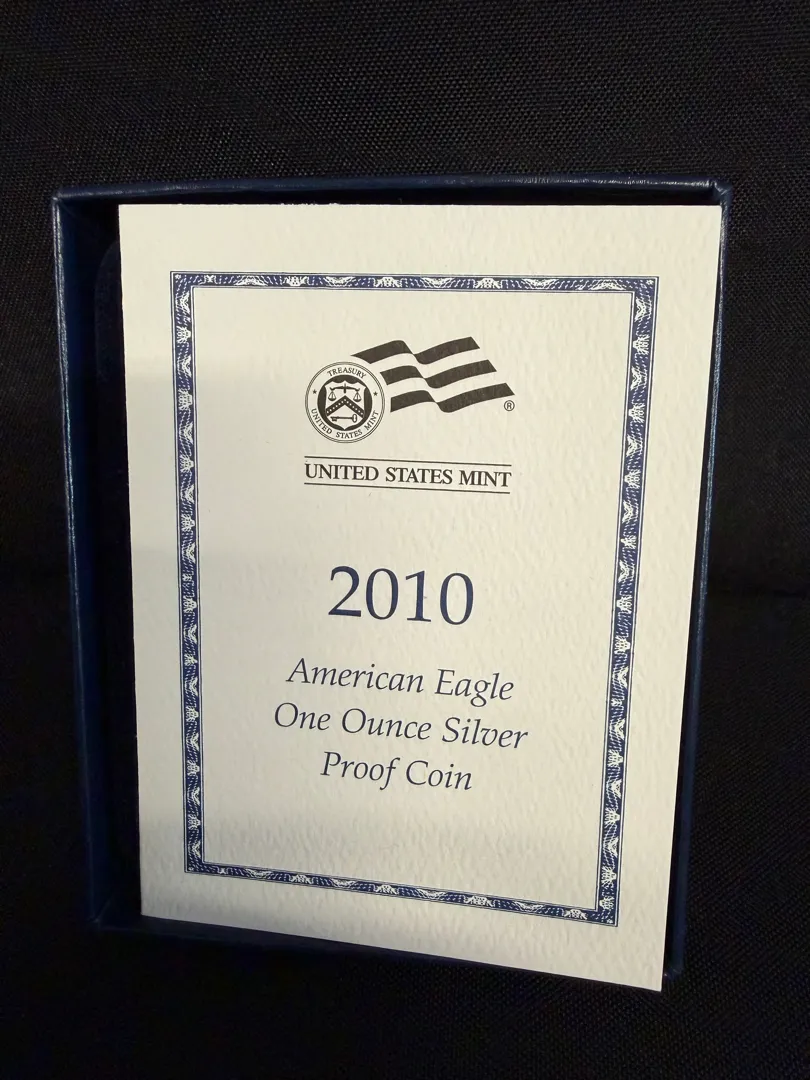 TREASURY
UNITED STATES MINT
®
UNITED STATES MINT
2010
American Eagle
One Ounce Silver
Proof Coin